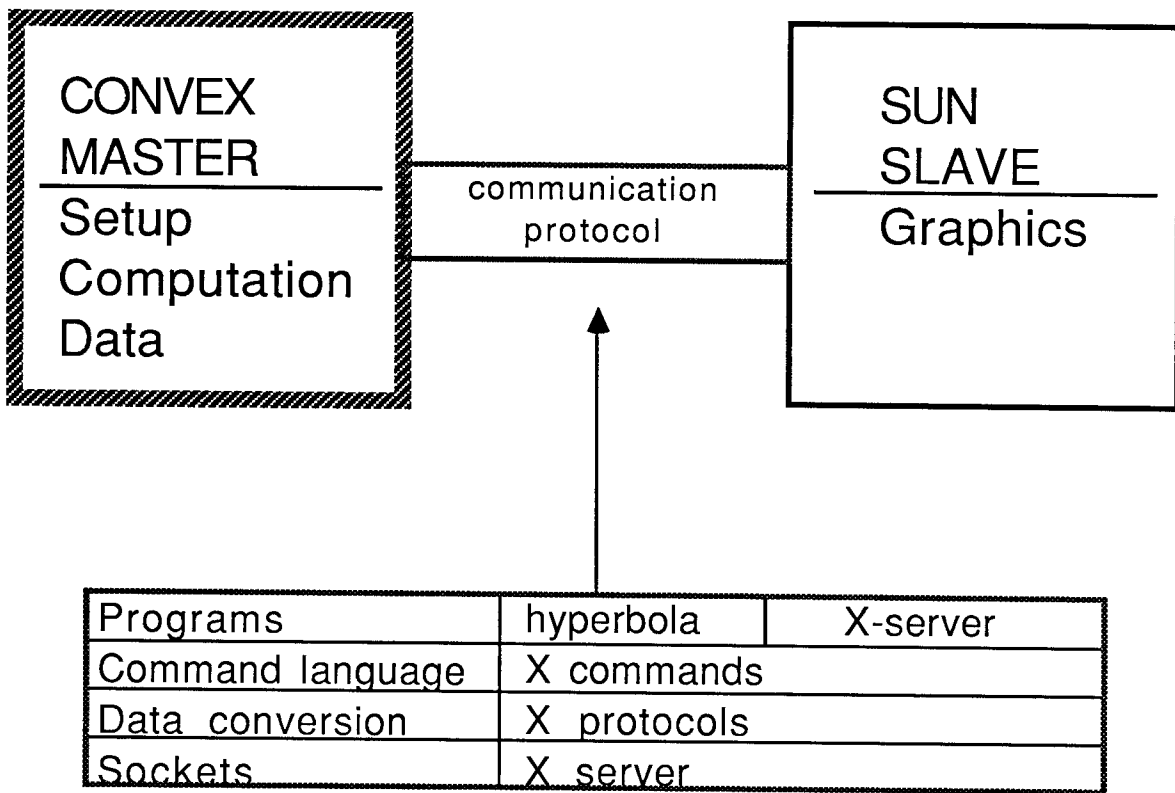 CONVEX
MASTER
Setup
Computation
Data
communication
protocol
SUN
SLAVE
Graphics
Programs hyperbola X-server
Command language X commands
Data conversion X protocols
Sockets X server